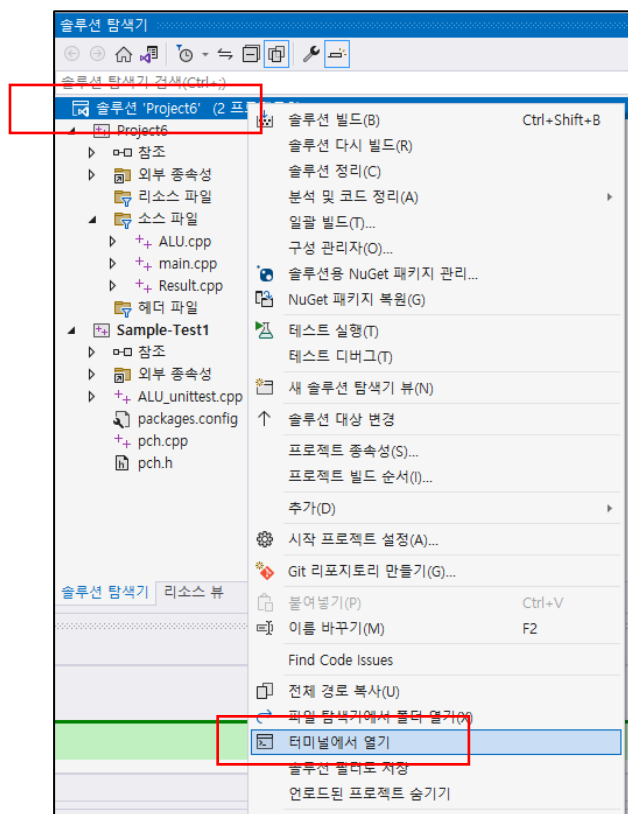 솔루션 탐색기
솔루션 탐색기 검색(Ctrl+;)
솔루션 'Project6' (2 프로젝트의
Project6
참조
외부 종속성
리소스 파일
소스 파일
ALU.cpp
main.cpp
Result.cpp
헤더 파일
Sample-Test1
참조
외부 종속성
ALU_unittest.cpp
packages.config
pch.cpp
pch.h
솔루션 탐색기 리소스 뷰
솔루션 빌드(B) Ctrl+Shift+B
솔루션 다시 빌드(R)
솔루션 정리(C)
분석 및 코드 정리(A)
일괄 빌드(T)...
구성 관리자(O)...
솔루션용 NuGet 패키지 관리...
NuGet 패키지 복원(G)
테스트 실행(T)
테스트 디버그(T)
새 솔루션 탐색기 뷰(N)
솔루션 대상 변경
프로젝트 종속성(S)...
프로젝트 빌드 순서(I)...
추가(D)
시작 프로젝트 설정(A)...
Git 리포지토리 만들기(G)...
붙여넣기(P) Ctrl+V
이름 바꾸기(M) F2
Find Code Issues
전체 경로 복사(U)
파일 탐색기에서 폴더 열기(X)
터미널에서 열기
솔루션 필터로 저장
언로드된 프로젝트 숨기기